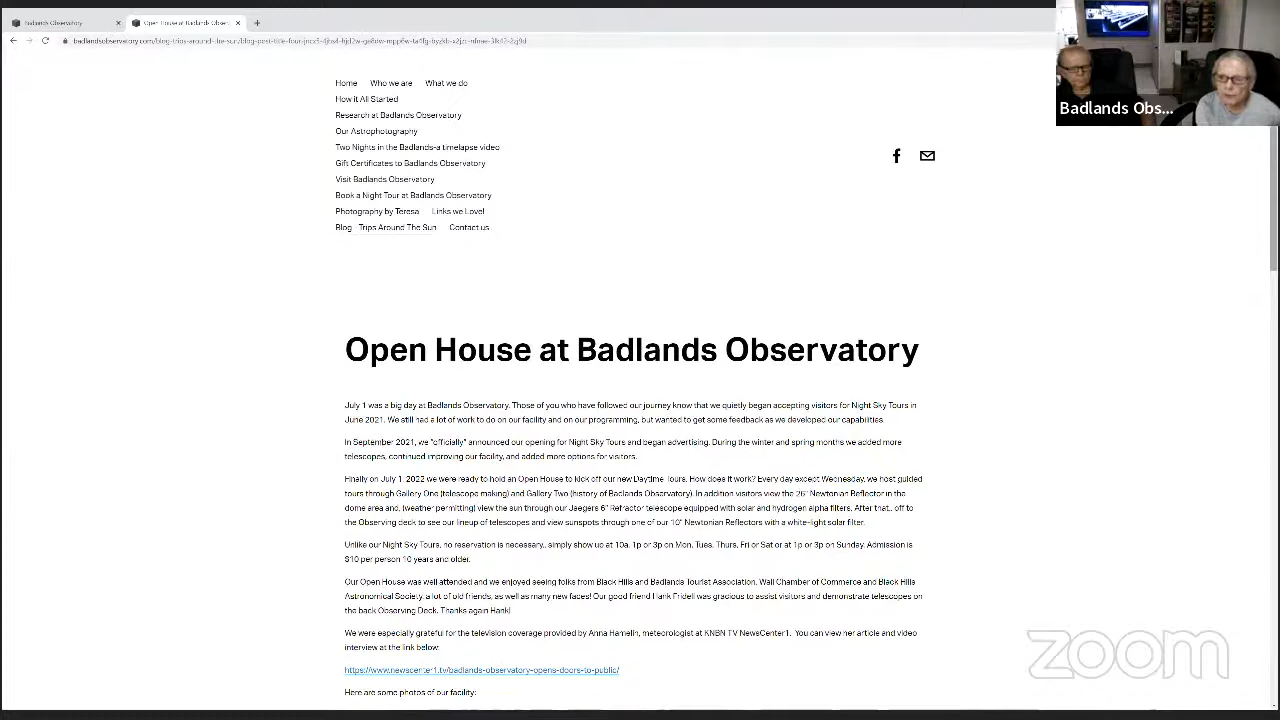 Badlands Observatory
Open House at Badlands Observat
Badlands Obs...
Home Who we are What we do
How it All Started
Research at Badlands Observatory
Our Astrophotography
Two Nights in the Badlands-a timelapse video
Gift Certificates to Badlands Observatory
Visit Badlands Observatory
Book a Night Tour at Badlands Observatory
Photography by Teresa Links we Love!
Blog - Trips Around The Sun Contact us
Open House at Badlands Observatory
July 1 was a big day at Badlands Observatory. Those of you who have followed our journey know that we quietly began accepting visitors for Night Sky Tours in
June 2021. We still had a lot of work to do on our facility and on our programming, but wanted to get some feedback as we developed our capabilities.
In September 2021, we "officially" announced our opening for Night Sky Tours and began advertising. During the winter and spring months we added more
telescopes, continued improving our facility, and added more options for visitors.
Finally on July 1, 2022 we were ready to hold an Open House to kick off our new Daytime Tours. How does it work? Every day except Wednesday, we host guided
tours through Gallery One (telescope making) and Gallery Two (history of Badlands Observatory). In addition visitors view the 26" Newtonian Reflector in the
dome area and, (weather permitting) view the sun through our Jaegers 6" Refractor telescope equipped with solar and hydrogen alpha filters. After that,. off to
the Observing deck to see our lineup of telescopes and view sunspots through one of our 10" Newtonian Reflectors with a white-light solar filter.
Unlike our Night Sky Tours, no reservation is necessary,. simply show up at 10a, 1p or 3p on Mon, Tues, Thurs, Fri or Sat or at 1p or 3p on Sunday. Admission is
$10 per person 10 years and older.
Our Open House was well attended and we enjoyed seeing folks from Black Hills and Badlands Tourist Association, Wall Chamber of Commerce and Black Hills
Astronomical Society, a lot of old friends, as well as many new faces! Our good friend Hank Fridell was gracious to assist visitors and demonstrate telescopes on
the back Observing Deck. Thanks again Hank!
We were especially grateful for the television coverage provided by Anna Hamelin, meteorologist at KNBN TV NewsCenter1. You can view her article and video
interview at the link below:
https://www.newscenter1.tv/badlands-observatory-opens-doors-to-public/
Here are some photos of our facility:
zoom